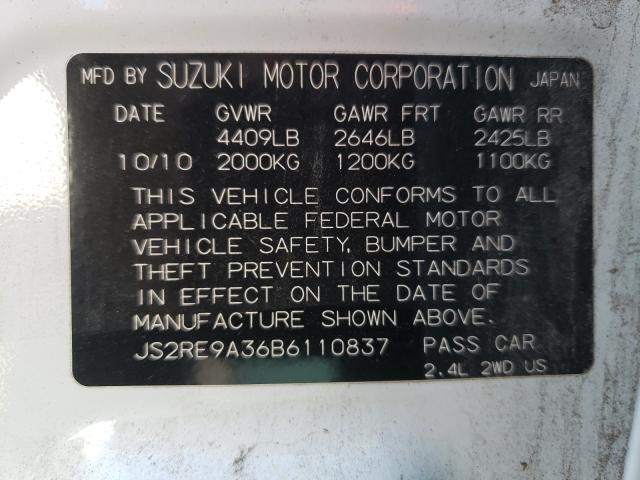 MFD BY SUZUKI MOTOR CORPORATION JAPAN
DATE GVWR GAWR FRT GAWR RR
4409LB 2646LB 2425LB
10/10 2000KG 1200KG 1100KG
THIS VEHICLE CONFORMS TO ALL
APPLICABLE FEDERAL MOTOR
VEHICLE SAFETY, BUMPER AND
THEFT PREVENTION STANDARDS
IN EFFECT ON THE DATE OF
MANUFACTURE SHOWN ABOVE.
JS2RE9A36B6110837 PASS CAR
2.4L 2WD US